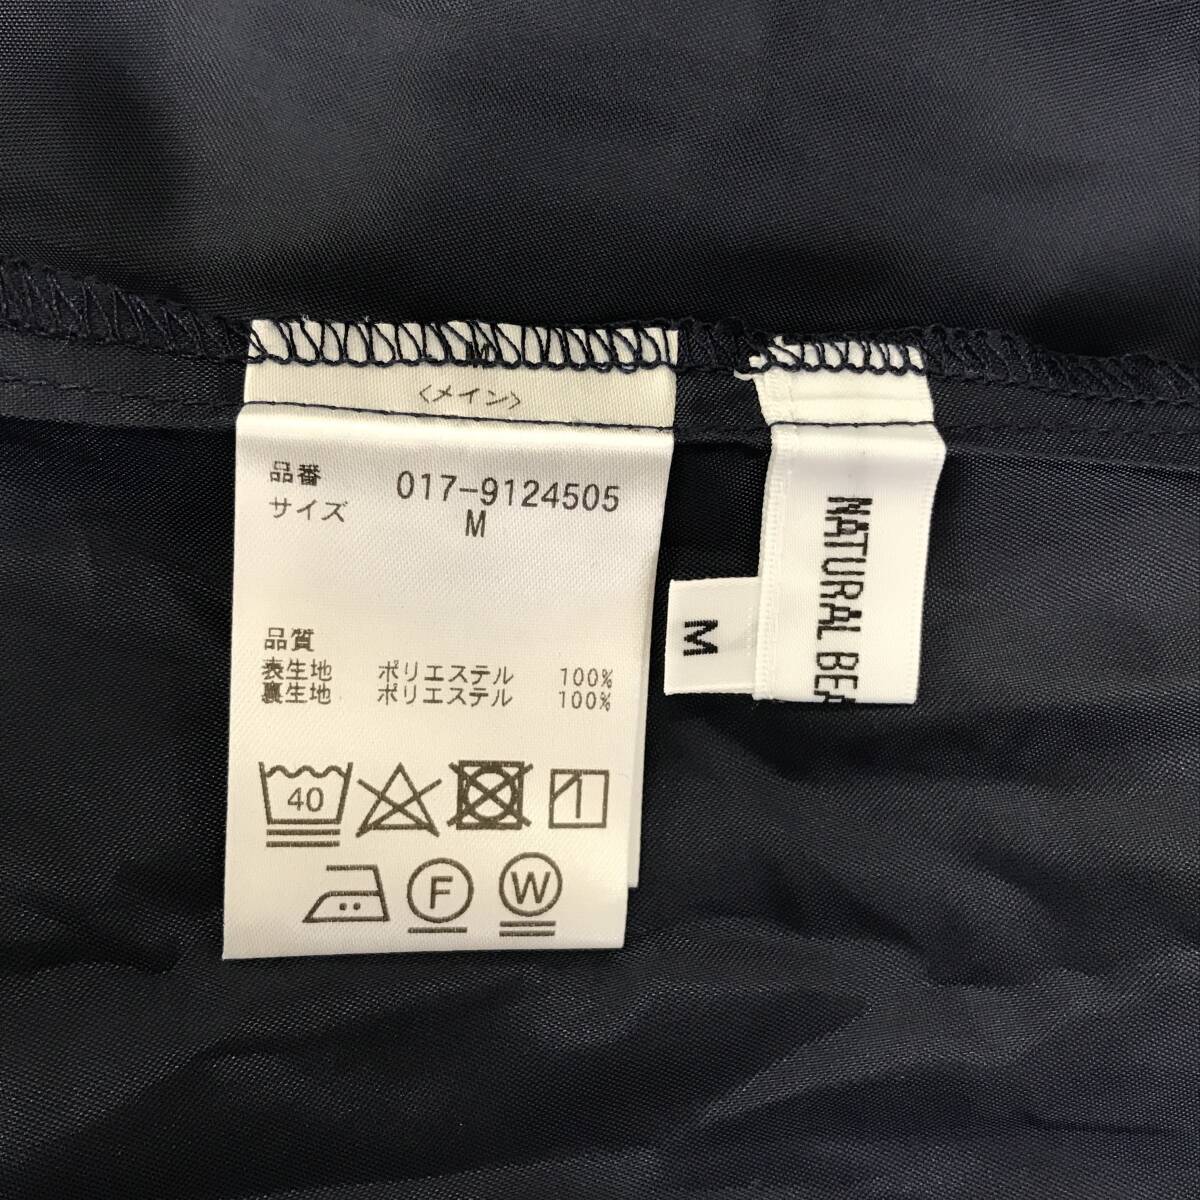 〈メイン〉
品番 017-9124505
サイズ M
品質
表生地 ポリエステル 100%
裏生地 ポリエステル 100%
40
F
W
M
NATURAL BEA